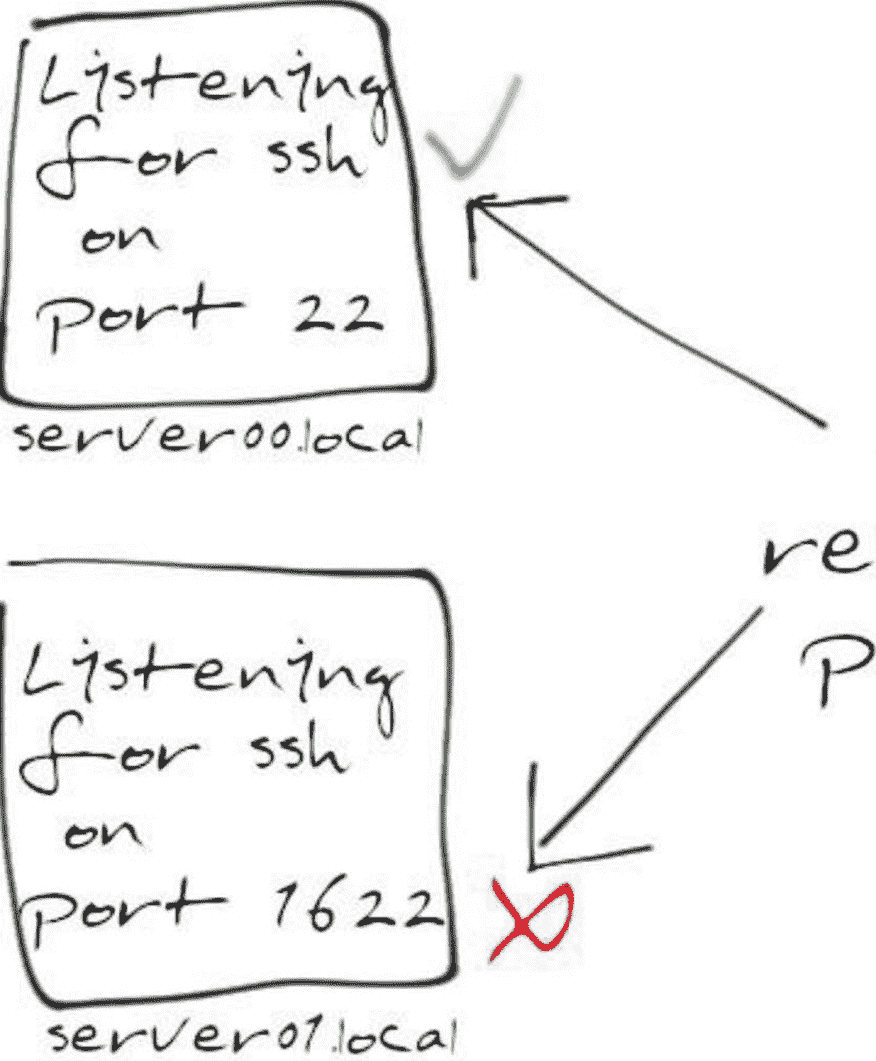 Listening
for ssh
on
port 22
server00.local
re
P
Listening
for ssh
on
port 1622
server01.local